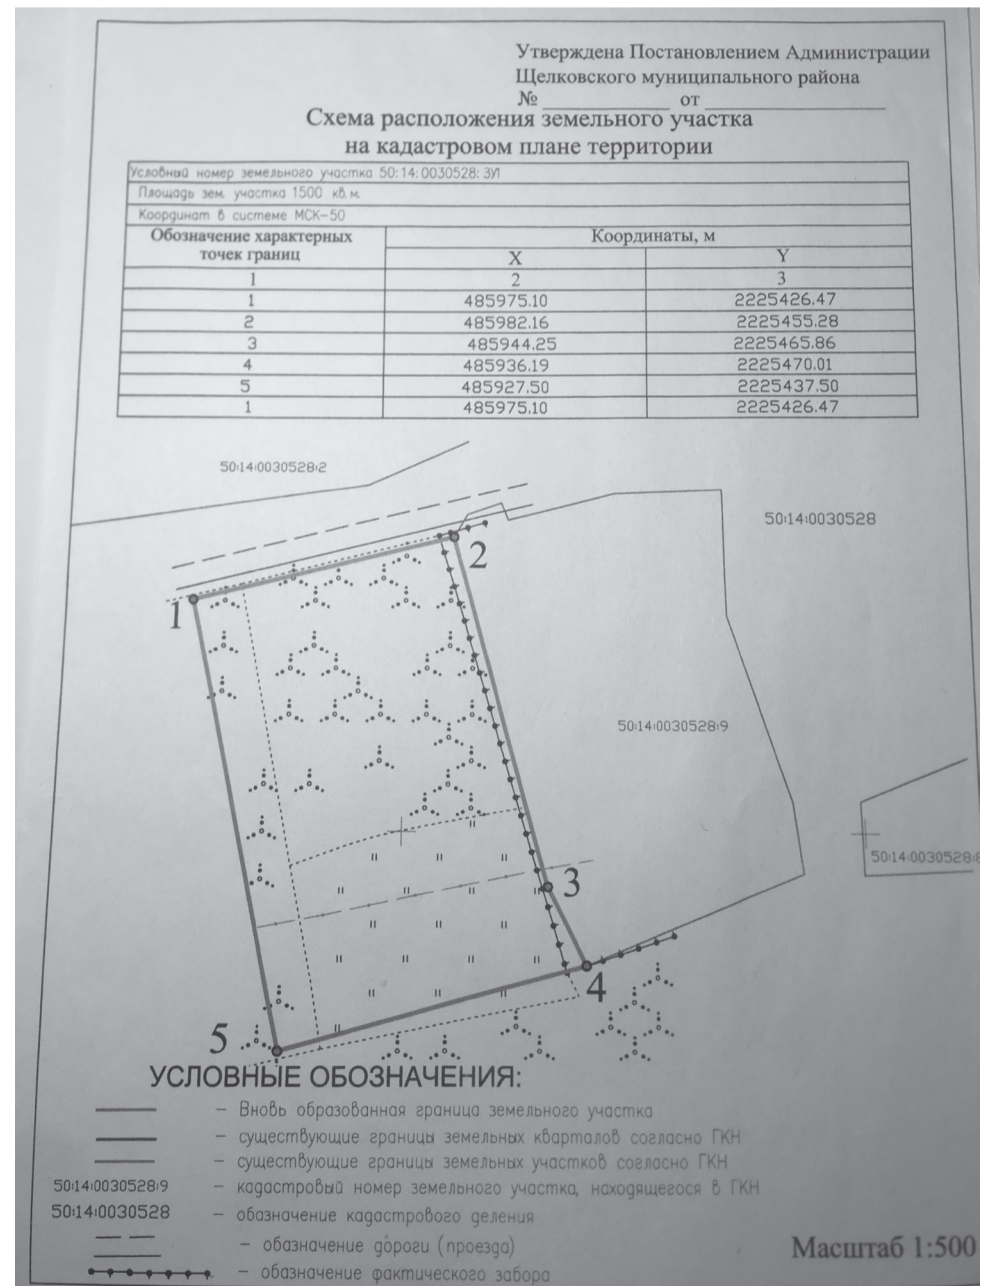 Утверждена Постановлением Администрации
Щелковского муниципального района
№ ____________ от _________________
Схема расположения земельного участка
на кадастровом плане территории
Условный номер земельного участка 50:14:0030528:ЗУ1
Площадь зем. участка 1500 кв.м.
Координат в системе МСК-50
Обозначение характерных точек границ Координаты, м
X Y
1 2 3
1 485975.10 2225426.47
2 485982.16 2225455.28
3 485944.25 2225465.86
4 485936.19 2225470.01
5 485927.50 2225437.50
1 485975.10 2225426.47
50:14:0030528:2
50:14:0030528
2
1
50:14:0030528:9
50:14:0030528:8
3
4
5
УСЛОВНЫЕ ОБОЗНАЧЕНИЯ:
– Вновь образованная граница земельного участка
– существующие границы земельных кварталов согласно ГКН
– существующие границы земельных участков согласно ГКН
50:14:0030528:9 – кадастровый номер земельного участка, находящегося в ГКН
50:14:0030528 – обозначение кадастрового деления
– обозначение дороги (проезда)
Масштаб 1:500
– обозначение фактического забора